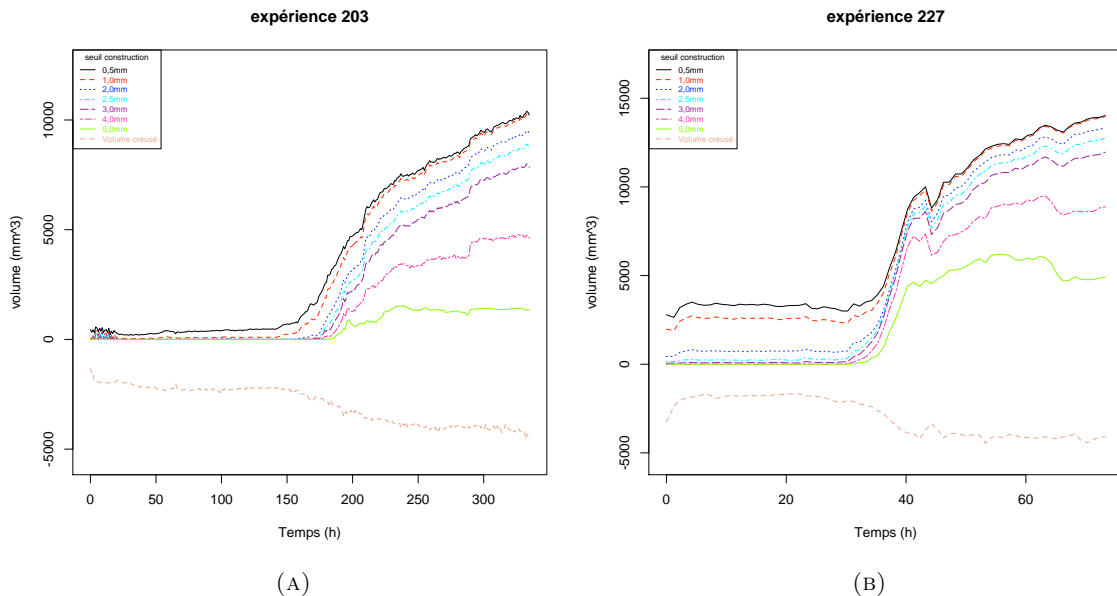 expérience 203
seuil construction
0,5mm
1,0mm
2,0mm
2,5mm
3,0mm
4,0mm
5,0mm
Volume creusé
10000
5000
0
-5000
volume (mm^3)
0 50 100 150 200 250 300
Temps (h)
(A)
expérience 227
seuil construction
0,5mm
1,0mm
2,0mm
2,5mm
3,0mm
4,0mm
5,0mm
Volume creusé
15000
10000
5000
0
-5000
volume (mm^3)
0 20 40 60
Temps (h)
(B)